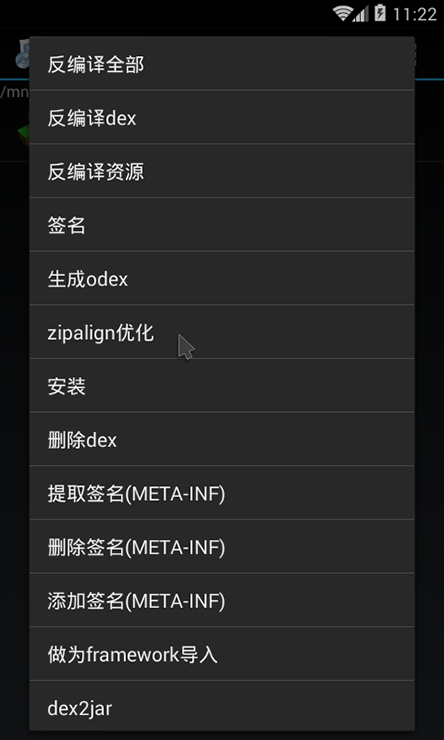 11:22
/mn
反编译全部
反编译dex
反编译资源
签名
生成odex
zipalign优化
安装
删除dex
提取签名(META-INF)
删除签名(META-INF)
添加签名(META-INF)
做为framework导入
dex2jar